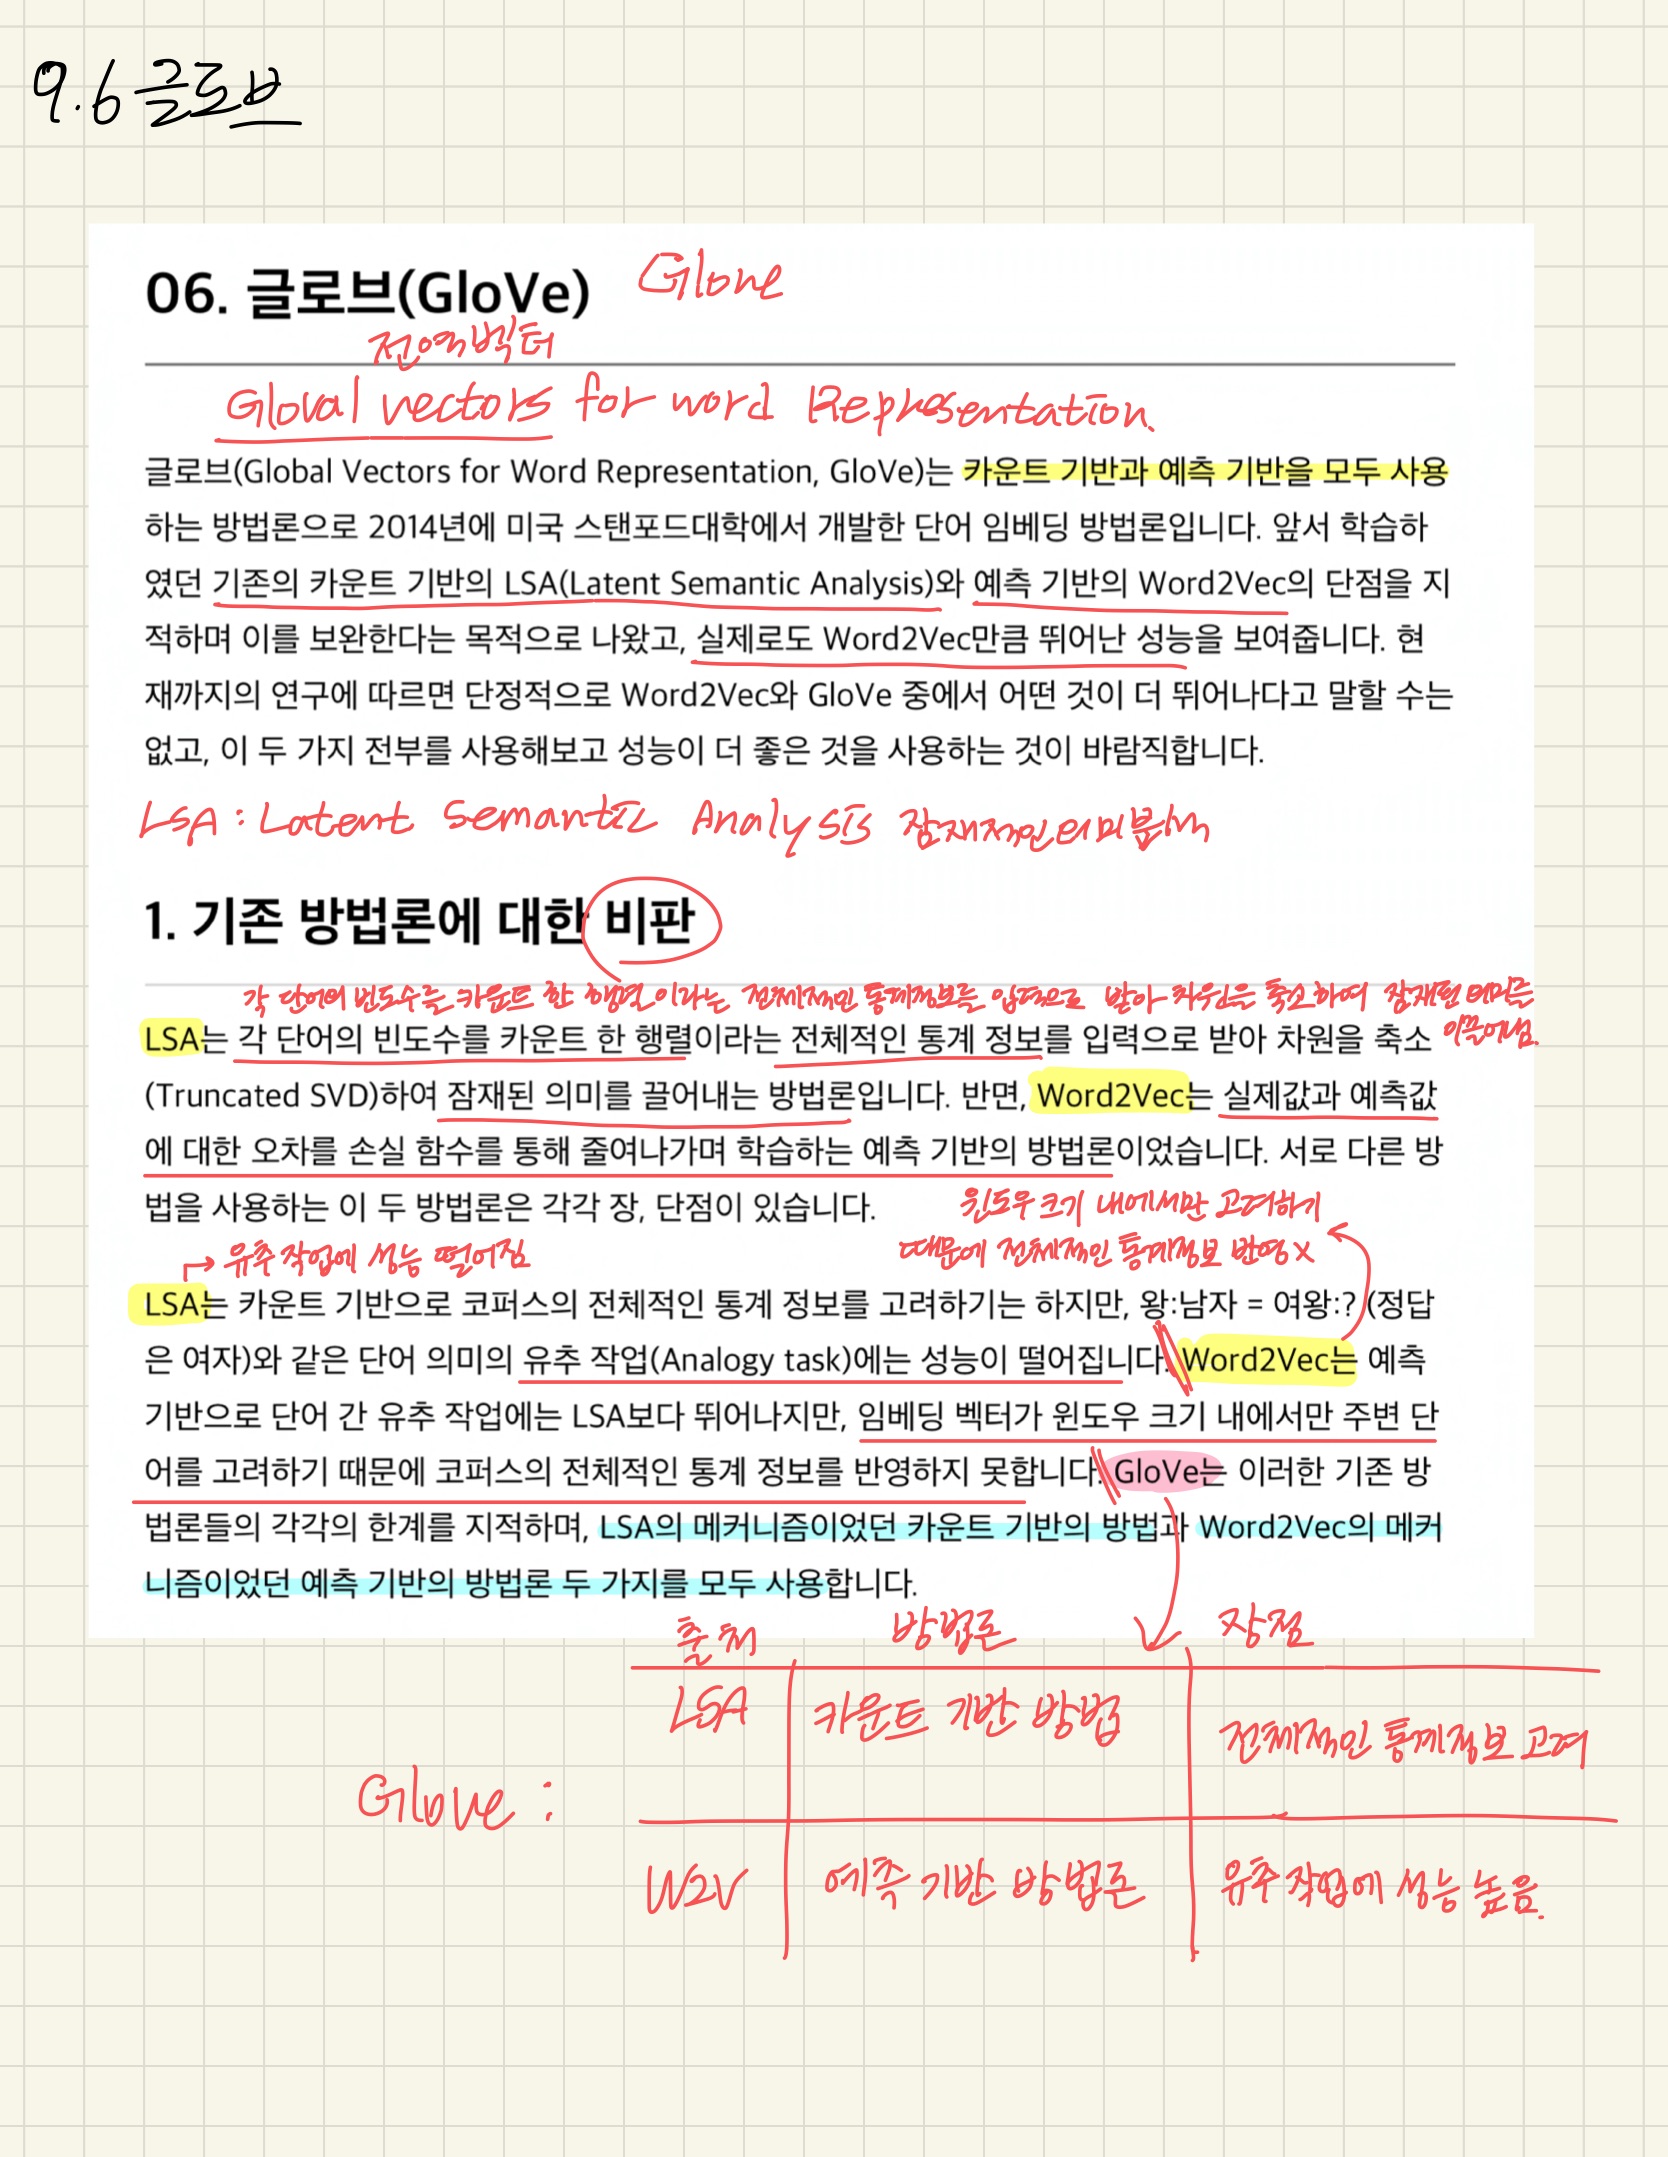 9.6 글로브
06. 글로브(GloVe) Glove
전역벡터
Gloval vectors for word Representation.
글로브(Global Vectors for Word Representation, GloVe)는 카운트 기반과 예측 기반을 모두 사용
하는 방법론으로 2014년에 미국 스탠포드대학에서 개발한 단어 임베딩 방법론입니다. 앞서 학습하
였던 기존의 카운트 기반의 LSA(Latent Semantic Analysis)와 예측 기반의 Word2Vec의 단점을 지
적하며 이를 보완한다는 목적으로 나왔고, 실제로도 Word2Vec만큼 뛰어난 성능을 보여줍니다. 현
재까지의 연구에 따르면 단정적으로 Word2Vec와 GloVe 중에서 어떤 것이 더 뛰어나다고 말할 수는
없고, 이 두 가지 전부를 사용해보고 성능이 더 좋은 것을 사용하는 것이 바람직합니다.
LSA : Latent Semantic Analysis 잠재적인 의미분석
1. 기존 방법론에 대한 비판
각 단어의 빈도수를 카운트 한 행렬이라는 전체적인 통계정보를 입력으로 받아 차원은 축소하여 잠재된 의미를
이끌어냄.
LSA는 각 단어의 빈도수를 카운트 한 행렬이라는 전체적인 통계 정보를 입력으로 받아 차원을 축소
(Truncated SVD)하여 잠재된 의미를 끌어내는 방법론입니다. 반면, Word2Vec는 실제값과 예측값
에 대한 오차를 손실 함수를 통해 줄여나가며 학습하는 예측 기반의 방법론이었습니다. 서로 다른 방
법을 사용하는 이 두 방법론은 각각 장, 단점이 있습니다.
윈도우 크기 내에서만 고려하기
때문에 전체적인 통계정보 반영 x
→ 유추 작업에 성능 떨어짐
LSA는 카운트 기반으로 코퍼스의 전체적인 통계 정보를 고려하기는 하지만, 왕:남자 = 여왕:? (정답
은 여자)와 같은 단어 의미의 유추 작업(Analogy task)에는 성능이 떨어집니다. Word2Vec는 예측
기반으로 단어 간 유추 작업에는 LSA보다 뛰어나지만, 임베딩 벡터가 윈도우 크기 내에서만 주변 단
어를 고려하기 때문에 코퍼스의 전체적인 통계 정보를 반영하지 못합니다. GloVe는 이러한 기존 방
법론들의 각각의 한계를 지적하며, LSA의 메커니즘이었던 카운트 기반의 방법과 Word2Vec의 메커
니즘이었던 예측 기반의 방법론 두 가지를 모두 사용합니다.
출처 방법론 장점
LSA 카운트 기반 방법 전체적인 통계정보 고려
Glove :
W2V 예측 기반 방법론 유추 작업에 성능 높음.